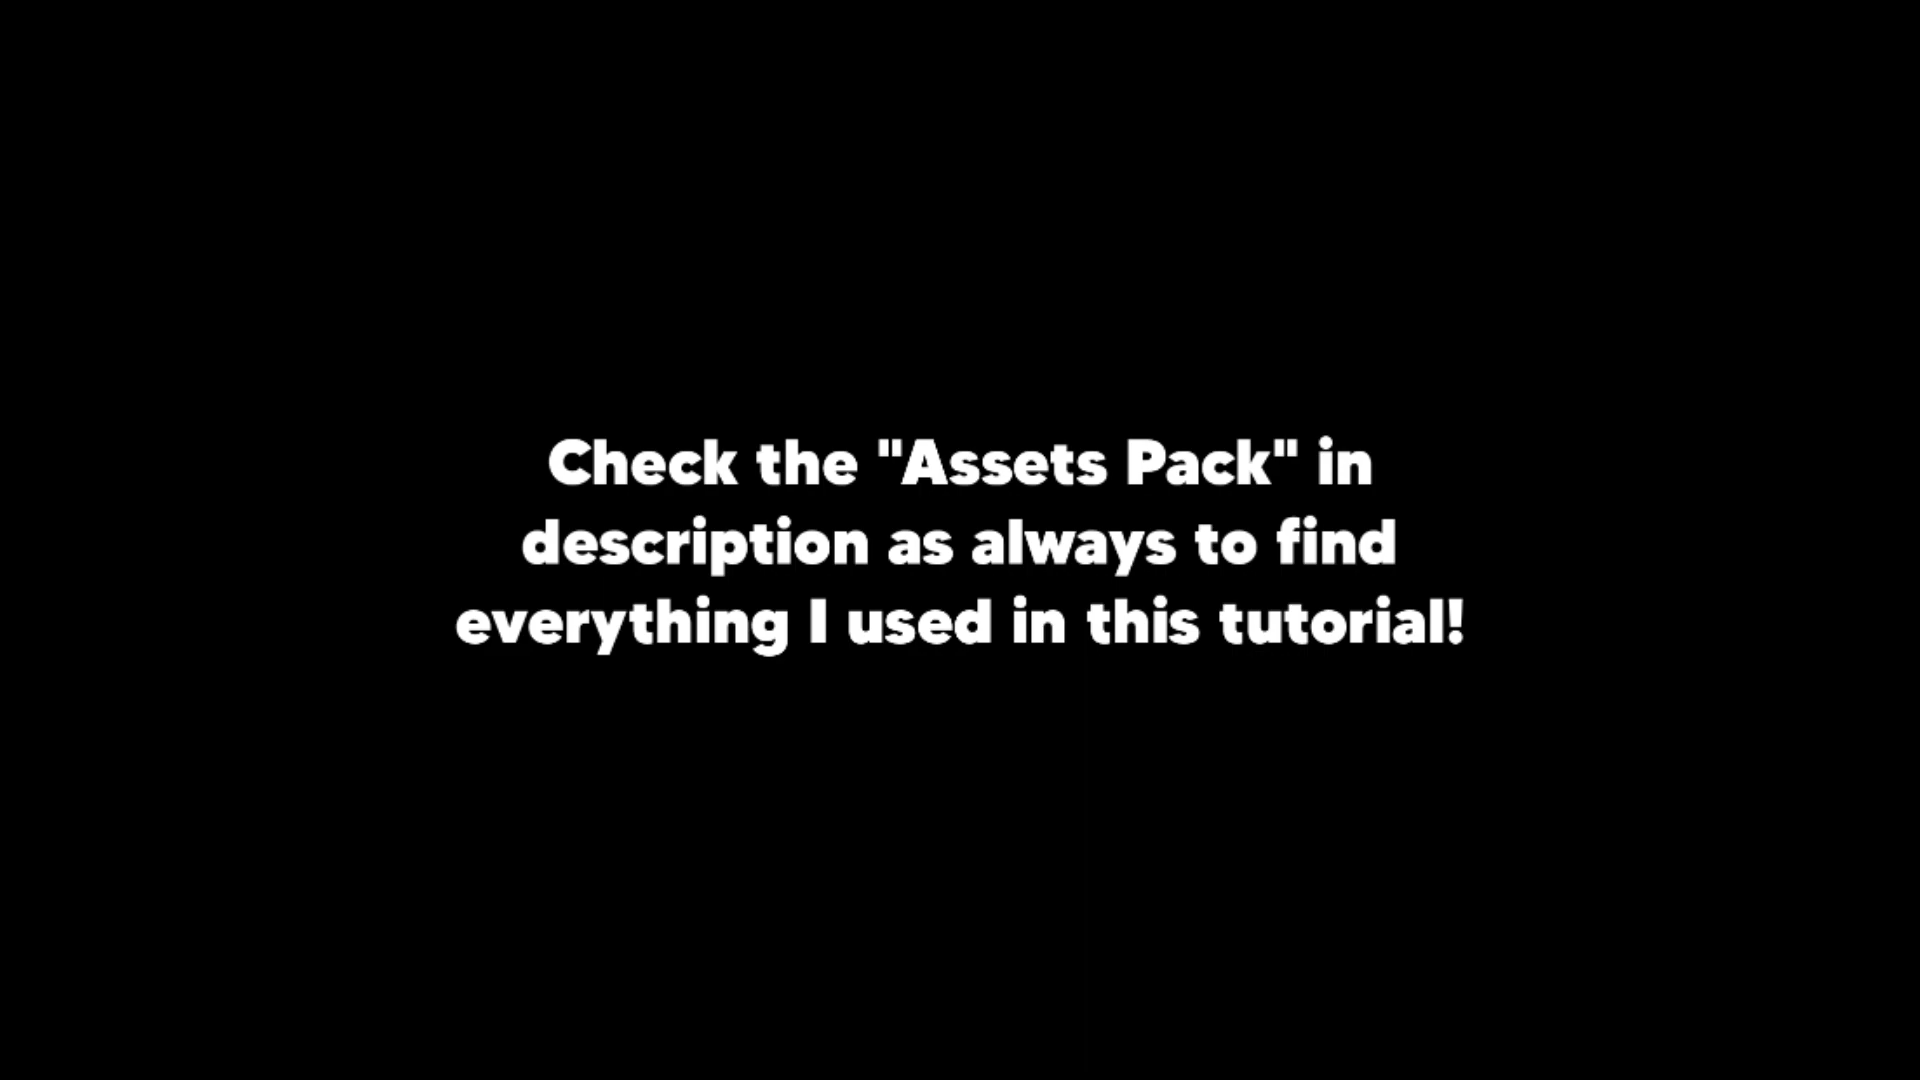 Check the "Assets Pack" in
description as always to find
everything I used in this tutorial!